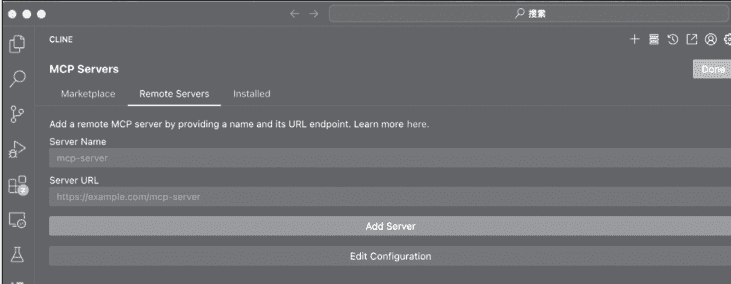 搜索
CLINE
MCP Servers
Done
Marketplace
Remote Servers
Installed
Add a remote MCP server by providing a name and its URL endpoint. Learn more here.
Server Name
mcp-server
Server URL
https://example.com/mcp-server
Add Server
Edit Configuration